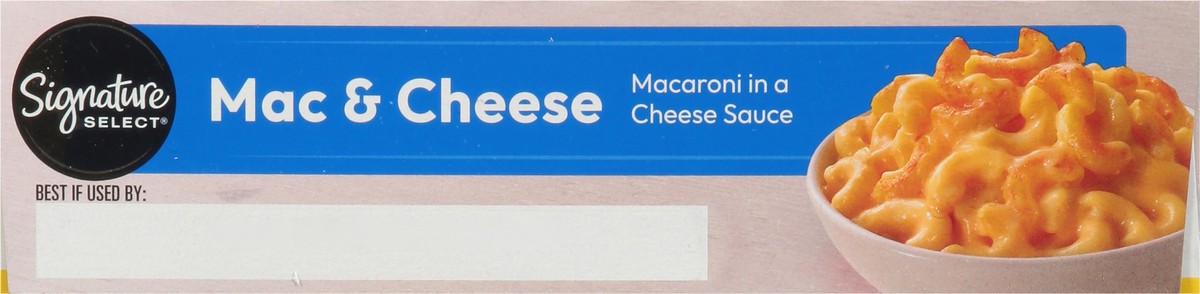 Signature
SELECT®
Mac & Cheese
Macaroni in a
Cheese Sauce
BEST IF USED BY: